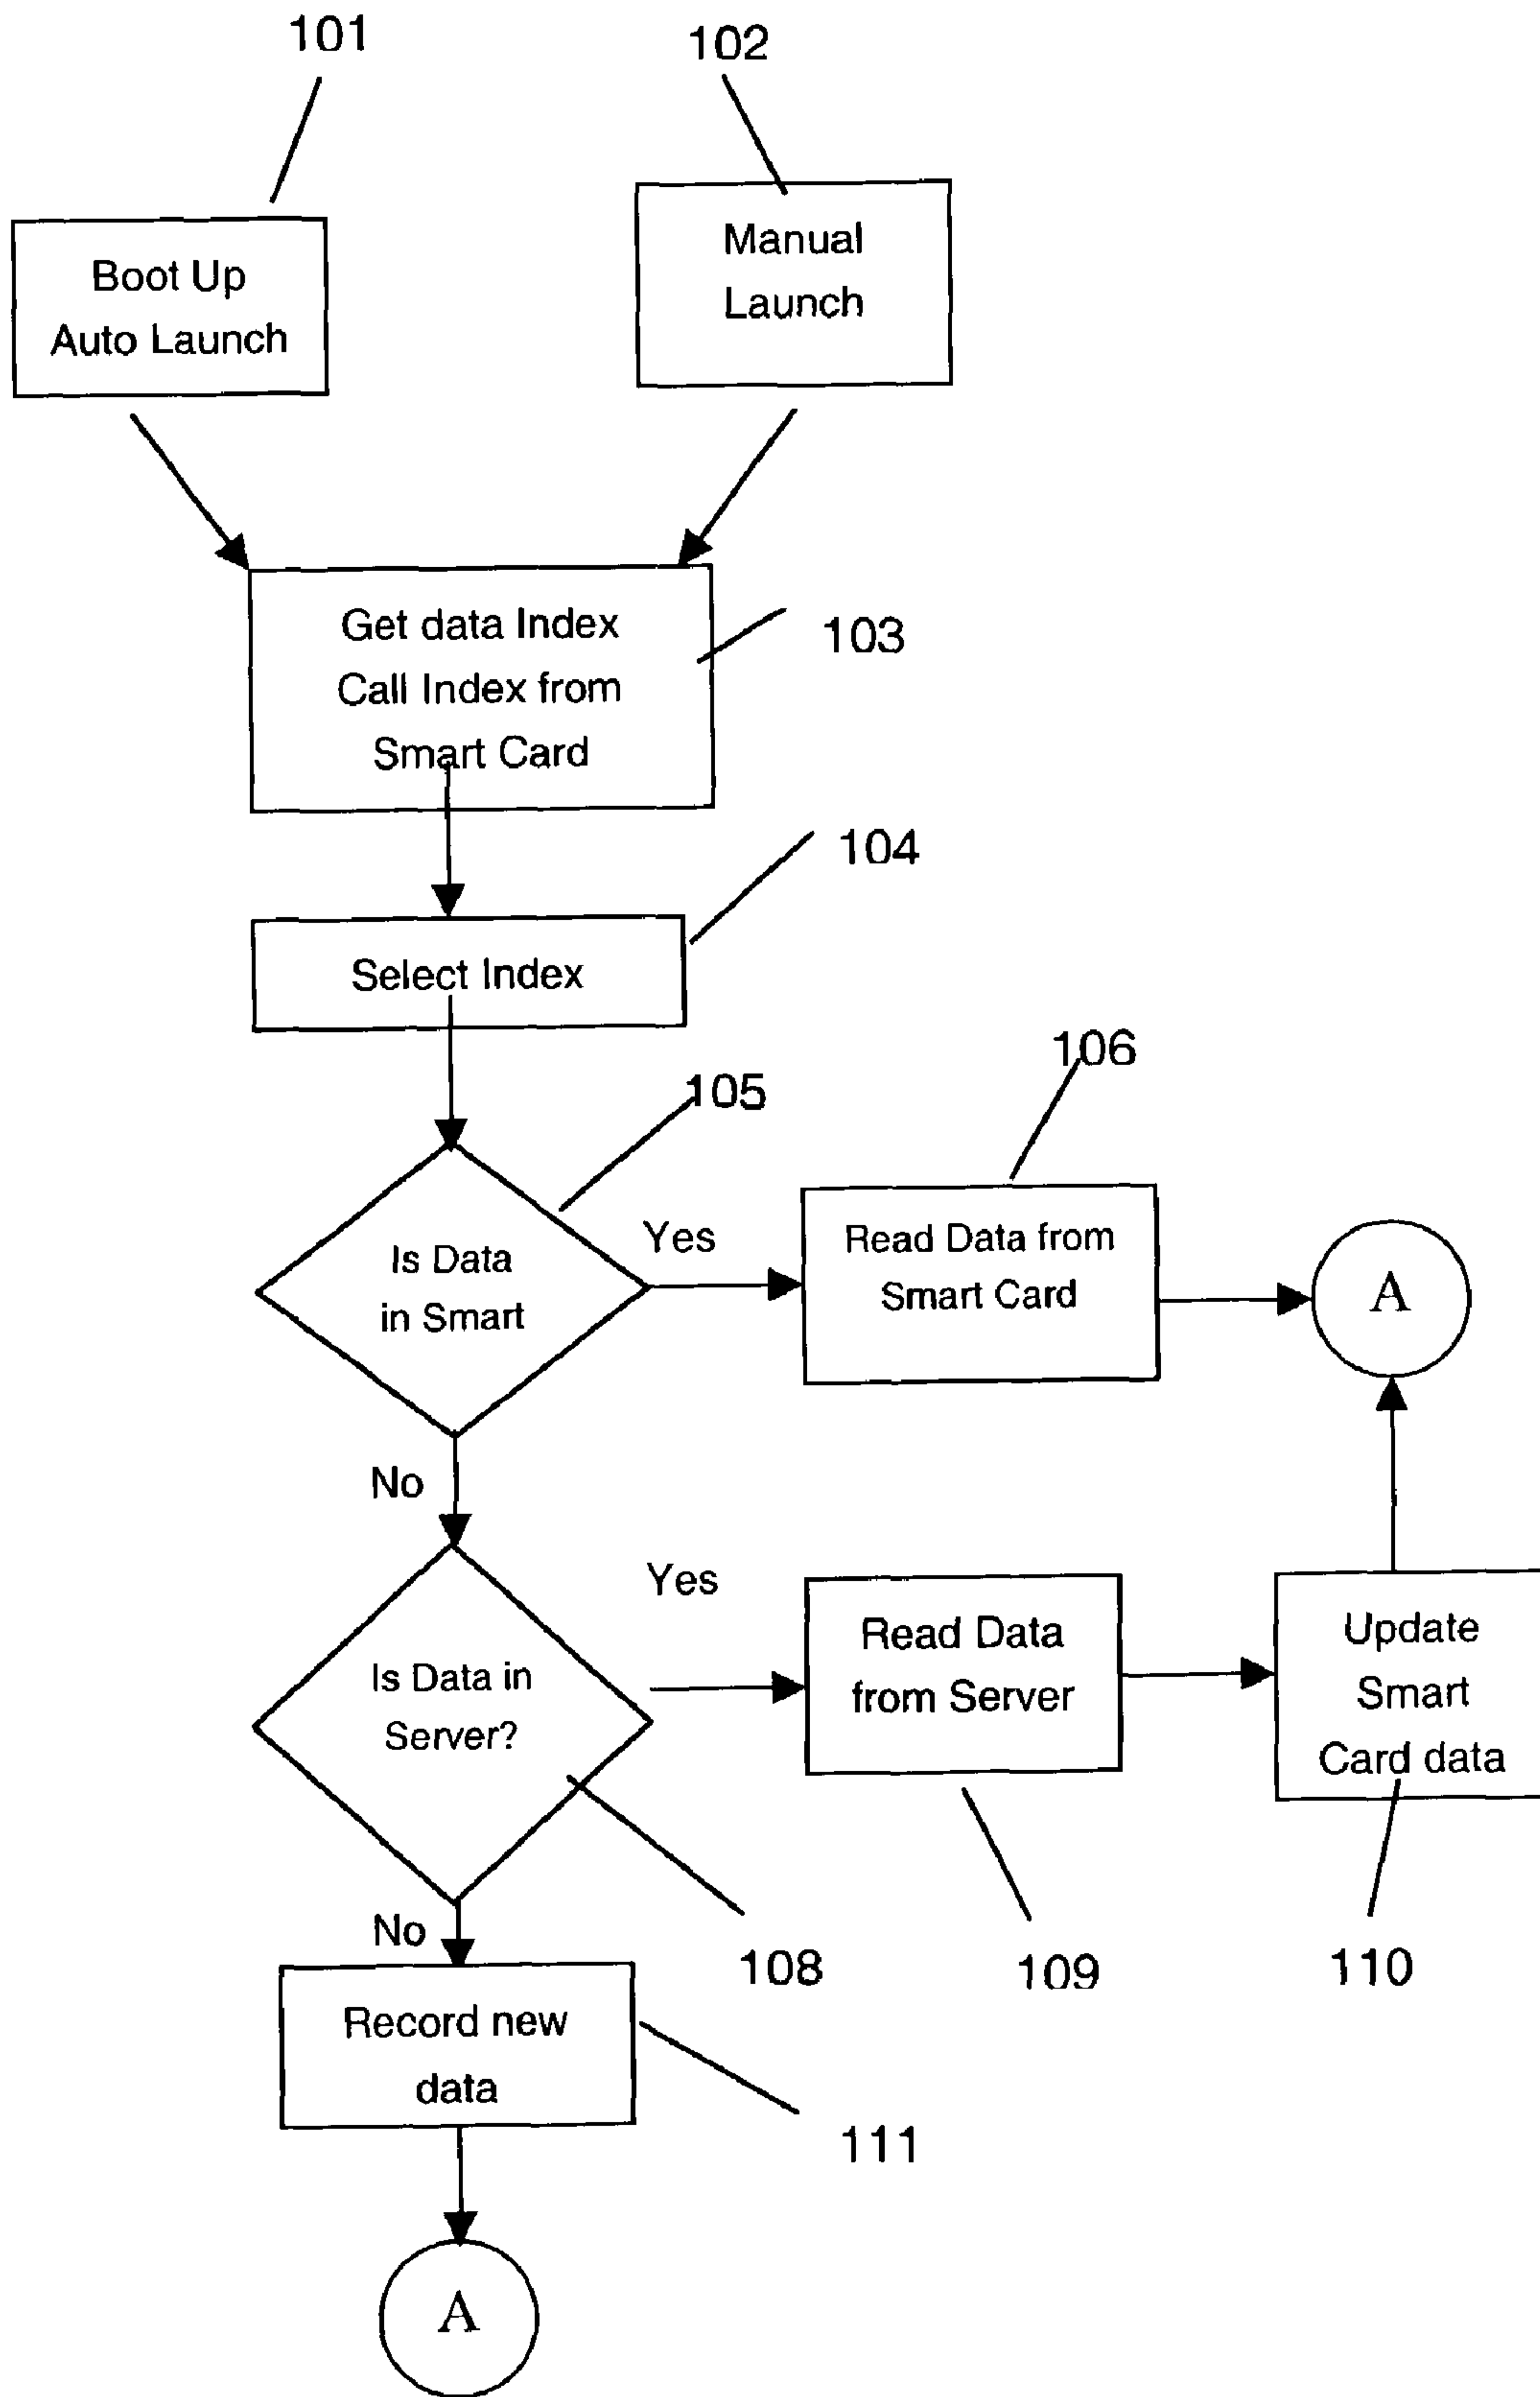 101
102
Boot Up
Auto Launch
Manual
Launch
Get data Index
Call Index from
Smart Card
103
104
Select Index
105
106
Is Data
in Smart
Yes
Read Data from
Smart Card
A
No
Is Data in
Server?
Yes
Read Data
from Server
Update
Smart
Card data
108
109
110
No
Record new
data
111
A